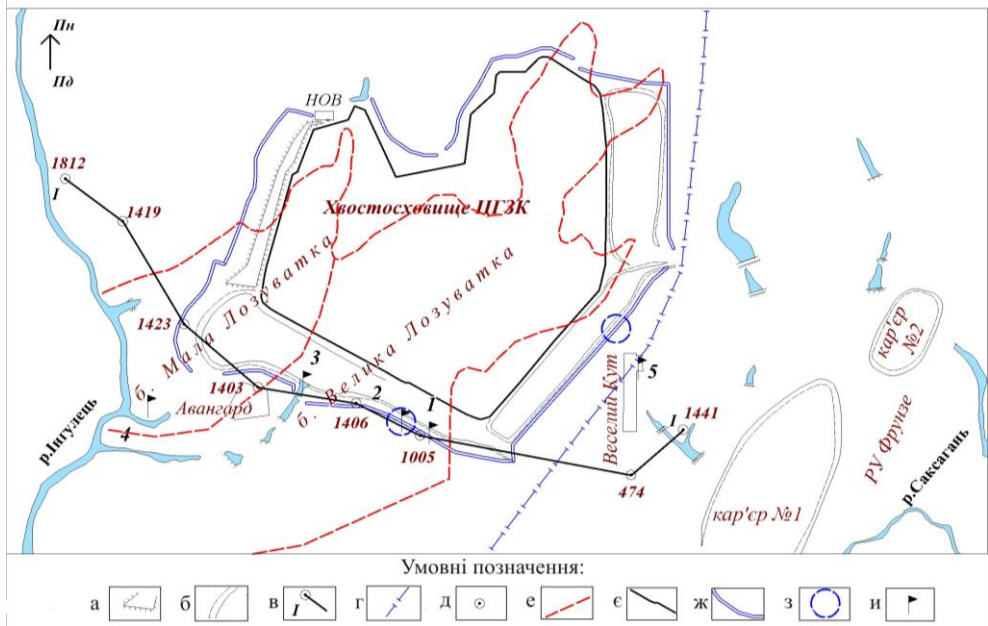 Пн
Пд
НОВ
1812
I
1419
Хвостосховище ЦГЗК
1423
б. Мала Лозуватка
б. Велика Лозуватка
1403
Авангард
3
2
1
1406
1005
4
р.Інгулець
5
Веселий Кут
I
1441
474
кар'єр №2
кар'єр №1
РУ Фрунзе
р.Саксагань
Умовні позначення:
а б в I г д е є ж з и